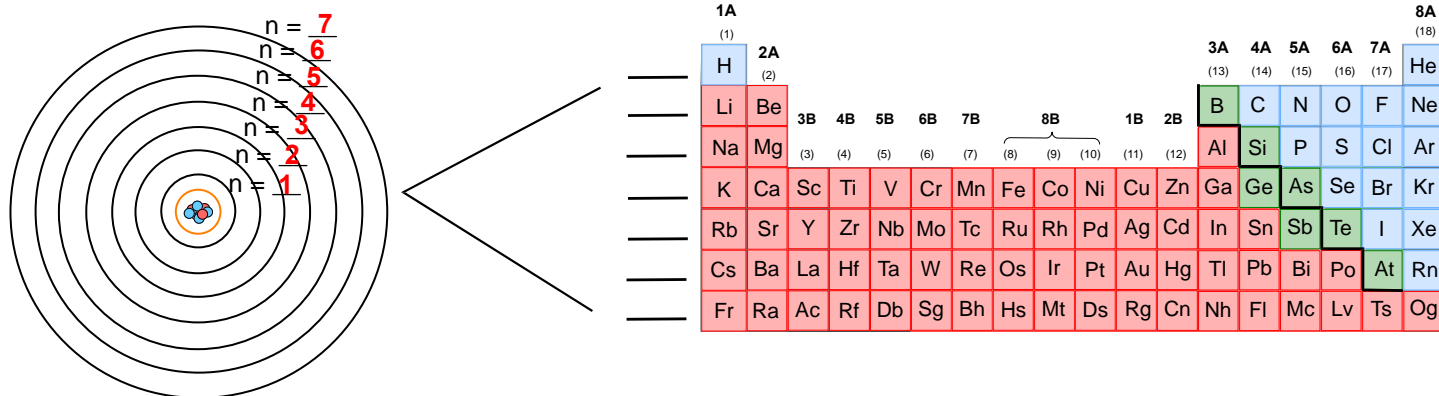 n = 7
n = 6
n = 5
n = 4
n = 3
n = 2
n = 1
1A 8A
(1) (18)
2A 3A 4A 5A 6A 7A
(2) (13) (14) (15) (16) (17)
H He
Li Be B C N O F Ne
3B 4B 5B 6B 7B 8B 1B 2B
(3) (4) (5) (6) (7) (8) (9) (10) (11) (12)
Na Mg Al Si P S Cl Ar
K Ca Sc Ti V Cr Mn Fe Co Ni Cu Zn Ga Ge As Se Br Kr
Rb Sr Y Zr Nb Mo Tc Ru Rh Pd Ag Cd In Sn Sb Te I Xe
Cs Ba La Hf Ta W Re Os Ir Pt Au Hg Tl Pb Bi Po At Rn
Fr Ra Ac Rf Db Sg Bh Hs Mt Ds Rg Cn Nh Fl Mc Lv Ts Og